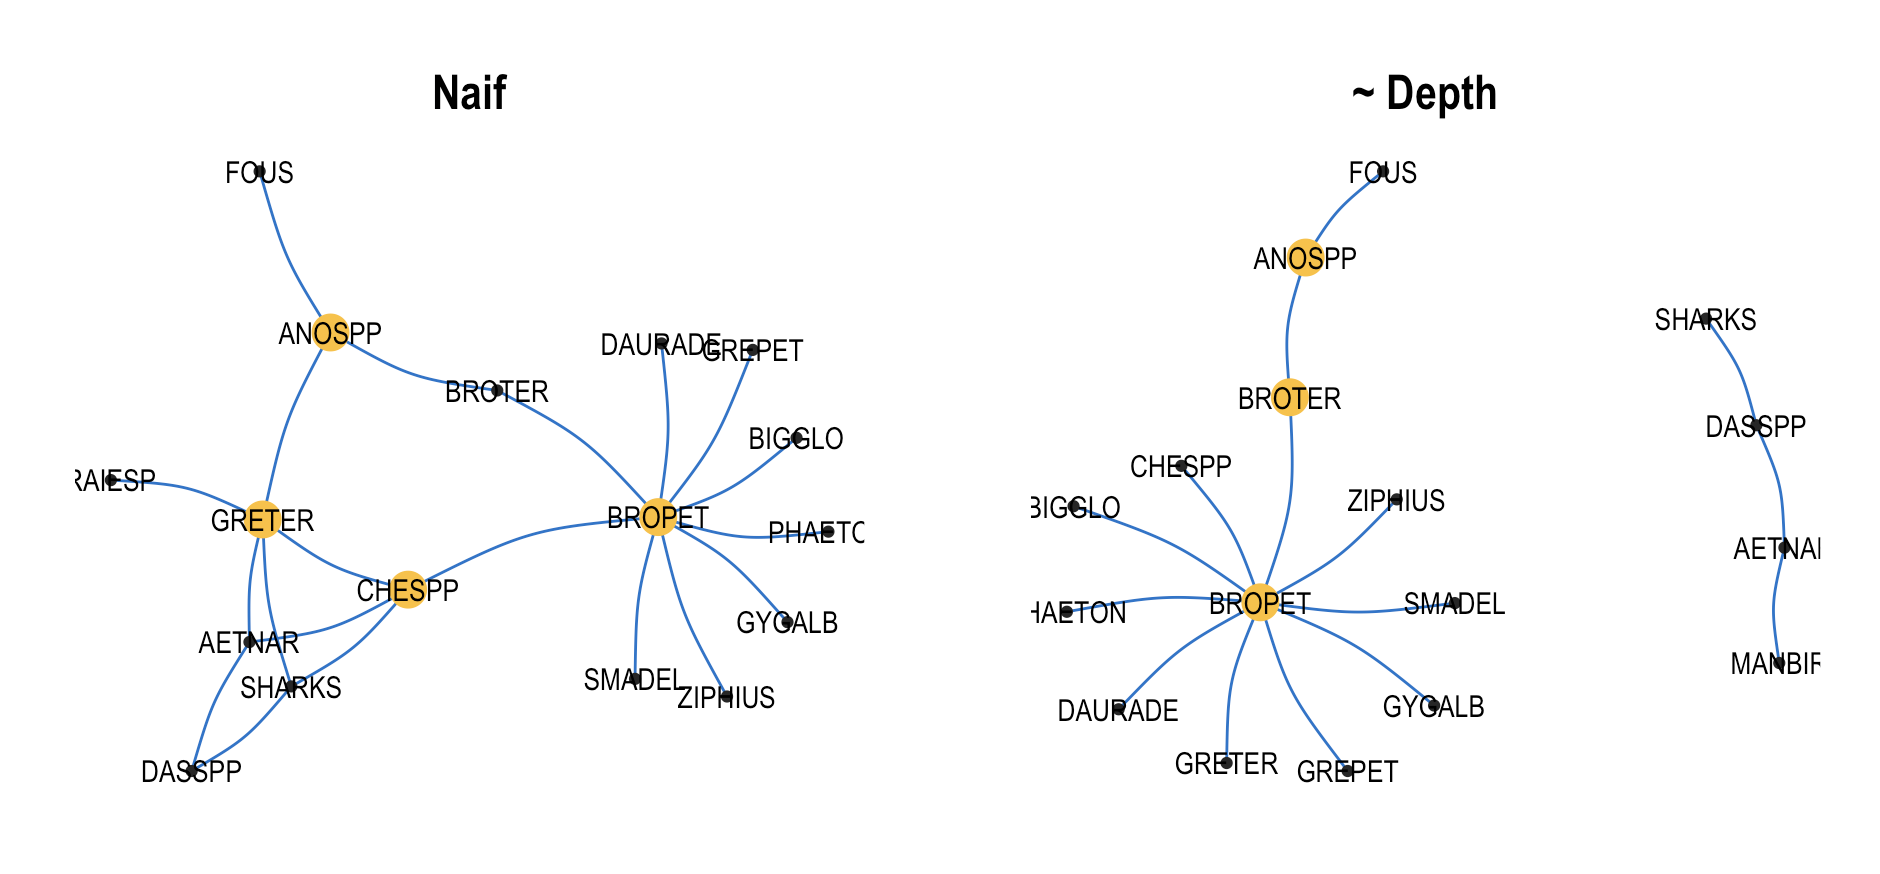 Naif
FOUS
ANOSPP
DAURADE
GREPET
BROTER
BIGGLO
RAIESP
GRETER
BROPET
PHAETO
CHESPP
GYGALB
AETNAR
SMADEL
SHARKS
ZIPHIUS
DASSPP
~ Depth
FOUS
ANOSPP
SHARKS
BROTER
DASSPP
CHESPP
ZIPHIUS
BIGGLO
AETNAI
BROPET
SMADEL
HAETON
MANBIF
DAURADE
GYGALB
GRETER
GREPET